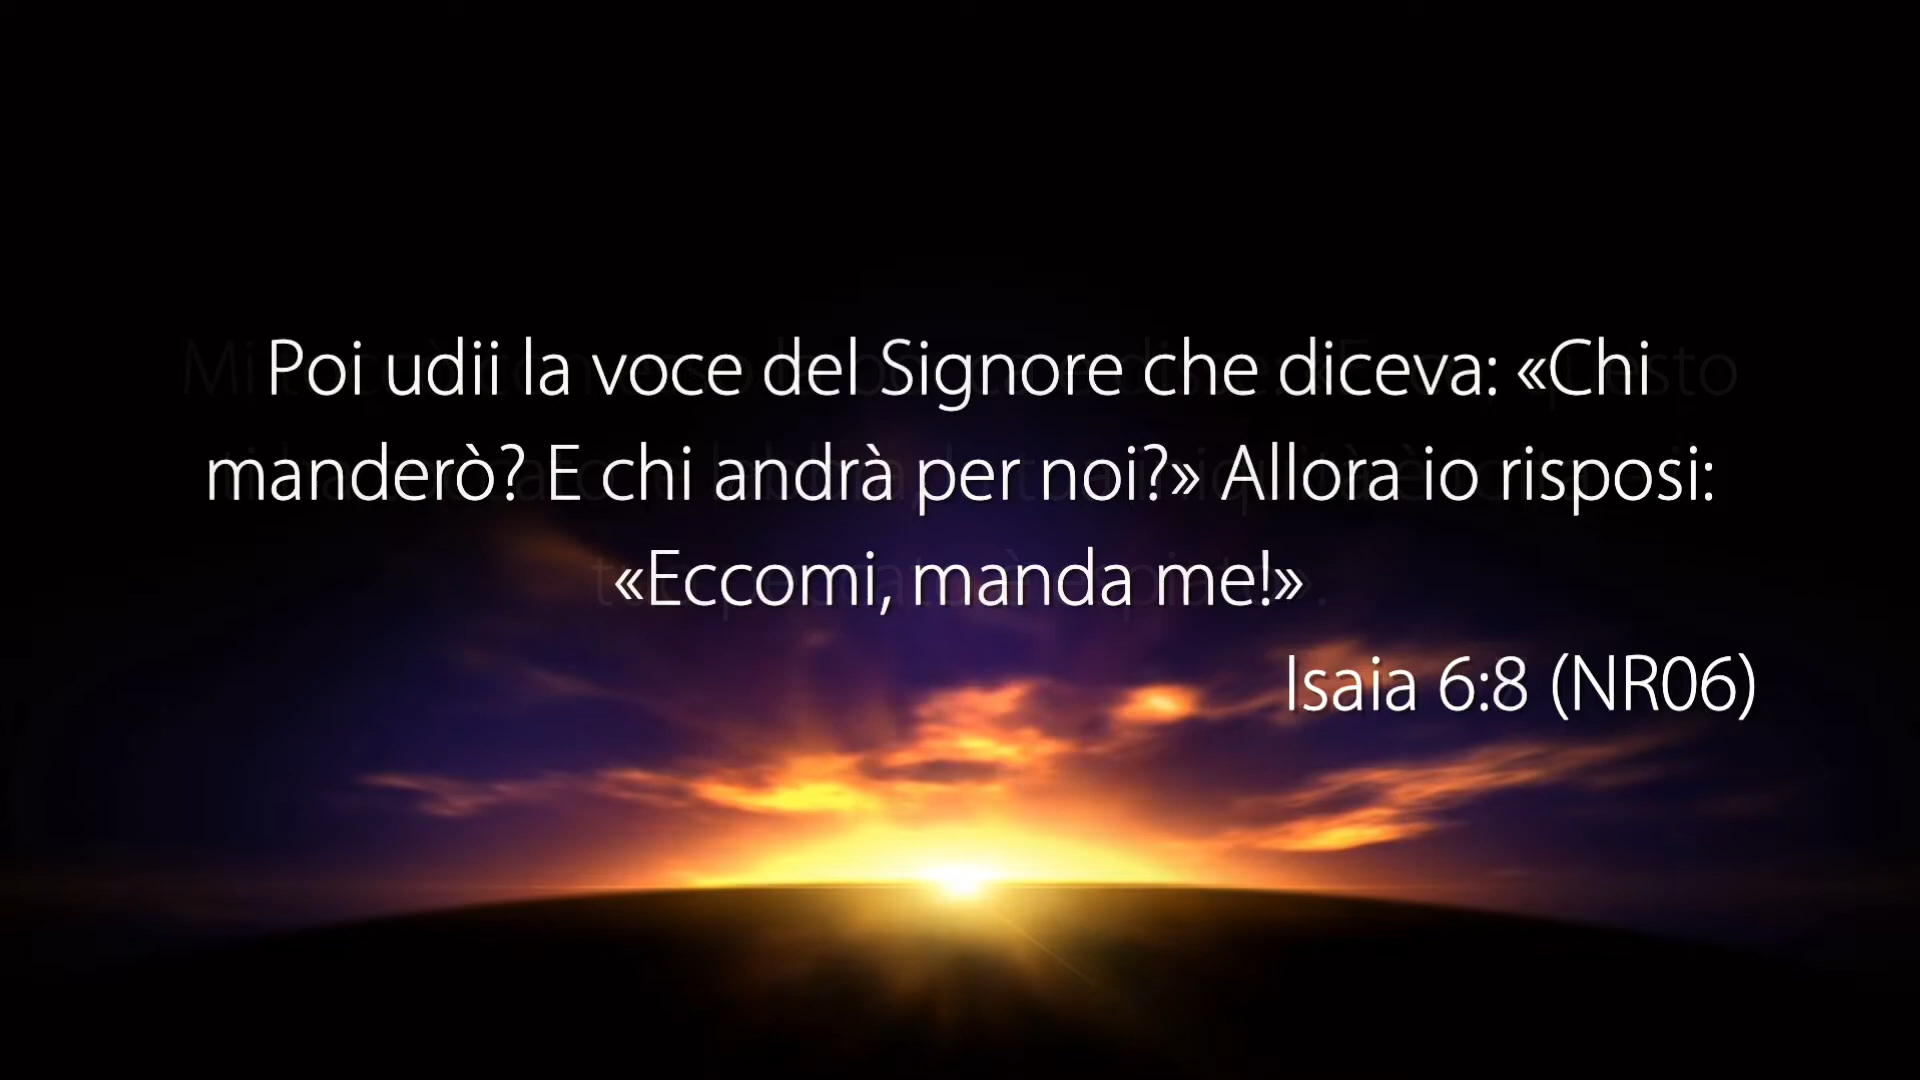 Poi udii la voce del Signore che diceva: «Chi
manderò? E chi andrà per noi?» Allora io risposi:
«Eccomi, manda me!»
Isaia 6:8 (NR06)